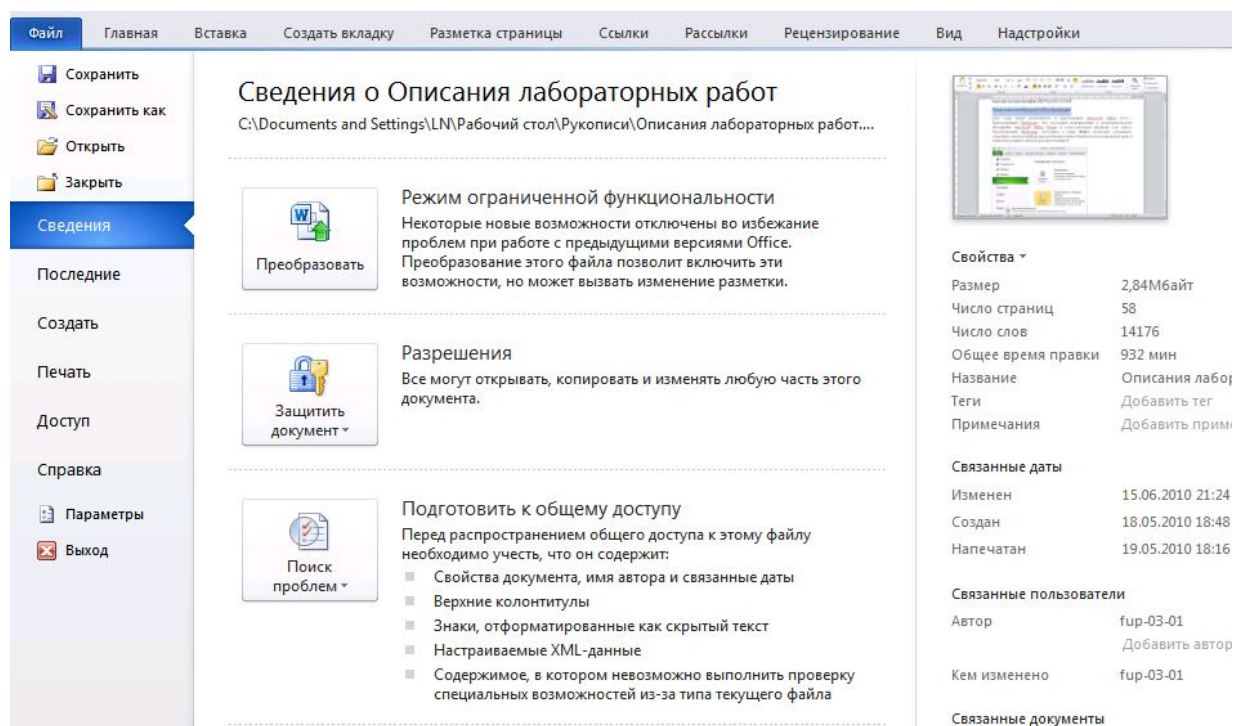 Файл Главная Вставка Создать вкладку Разметка страницы Ссылки Рассылки Рецензирование Вид Надстройки
Сохранить
Сохранить как
Открыть
Закрыть
Сведения
Последние
Создать
Печать
Доступ
Справка
Параметры
Выход
Сведения о Описания лабораторных работ
C:\Documents and Settings\LN\Рабочий стол\Рукописи\Описания лабораторных работ....
Преобразовать
Режим ограниченной функциональности
Некоторые новые возможности отключены во избежание
проблем при работе с предыдущими версиями Office.
Преобразование этого файла позволит включить эти
возможности, но может вызвать изменение разметки.
Защитить
документ
Разрешения
Все могут открывать, копировать и изменять любую часть этого
документа.
Поиск
проблем
Подготовить к общему доступу
Перед распространением общего доступа к этому файлу
необходимо учесть, что он содержит:
Свойства документа, имя автора и связанные даты
Верхние колонтитулы
Знаки, отформатированные как скрытый текст
Настраиваемые XML-данные
Содержимое, в котором невозможно выполнить проверку
специальных возможностей из-за типа текущего файла
Свойства
Размер 2,84Мбайт
Число страниц 58
Число слов 14176
Общее время правки 932 мин
Название Описания лабор
Теги Добавить тег
Примечания Добавить прим
Связанные даты
Изменен 15.06.2010 21:24
Создан 18.05.2010 18:48
Напечатан 19.05.2010 18:16
Связанные пользователи
Автор fup-03-01
Добавить автор
Кем изменено fup-03-01
Связанные документы